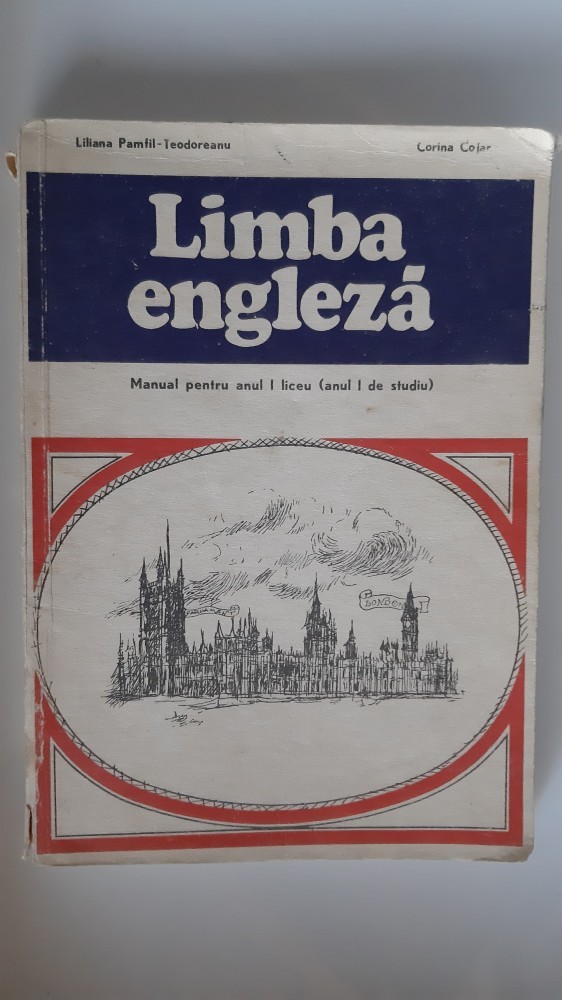 Liliana Pamfil-Teodoreanu
Corina Cojar
Limba
engleză
Manual pentru anul I liceu (anul I de studiu)
LONDON